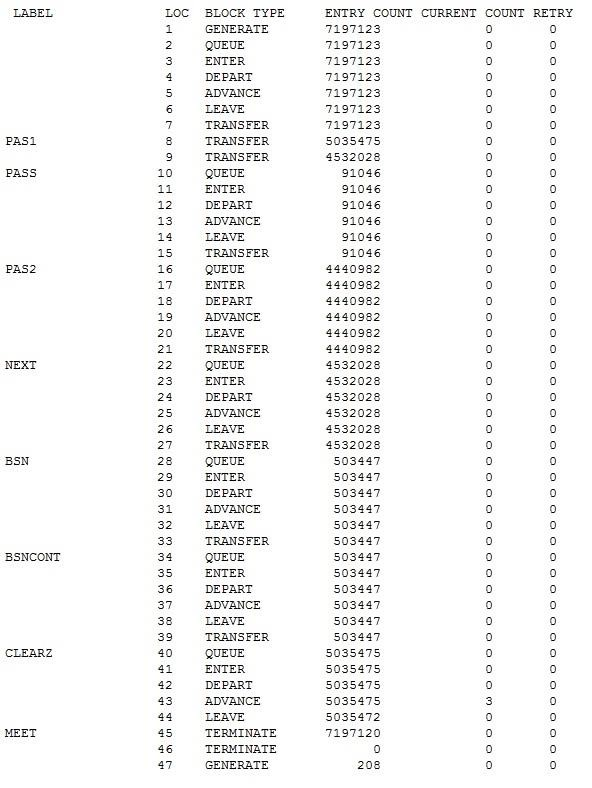 LABEL LOC BLOCK TYPE ENTRY COUNT CURRENT COUNT RETRY
1 GENERATE 7197123 0 0
2 QUEUE 7197123 0 0
3 ENTER 7197123 0 0
4 DEPART 7197123 0 0
5 ADVANCE 7197123 0 0
6 LEAVE 7197123 0 0
7 TRANSFER 7197123 0 0
PAS1 8 TRANSFER 5035475 0 0
9 TRANSFER 4532028 0 0
PASS 10 QUEUE 91046 0 0
11 ENTER 91046 0 0
12 DEPART 91046 0 0
13 ADVANCE 91046 0 0
14 LEAVE 91046 0 0
15 TRANSFER 91046 0 0
PAS2 16 QUEUE 4440982 0 0
17 ENTER 4440982 0 0
18 DEPART 4440982 0 0
19 ADVANCE 4440982 0 0
20 LEAVE 4440982 0 0
21 TRANSFER 4440982 0 0
NEXT 22 QUEUE 4532028 0 0
23 ENTER 4532028 0 0
24 DEPART 4532028 0 0
25 ADVANCE 4532028 0 0
26 LEAVE 4532028 0 0
27 TRANSFER 4532028 0 0
BSN 28 QUEUE 503447 0 0
29 ENTER 503447 0 0
30 DEPART 503447 0 0
31 ADVANCE 503447 0 0
32 LEAVE 503447 0 0
33 TRANSFER 503447 0 0
BSNCONT 34 QUEUE 503447 0 0
35 ENTER 503447 0 0
36 DEPART 503447 0 0
37 ADVANCE 503447 0 0
38 LEAVE 503447 0 0
39 TRANSFER 503447 0 0
CLEARZ 40 QUEUE 5035475 0 0
41 ENTER 5035475 0 0
42 DEPART 5035475 0 0
43 ADVANCE 5035475 3 0
44 LEAVE 5035472 0 0
MEET 45 TERMINATE 7197120 0 0
46 TERMINATE 0 0 0
47 GENERATE 208 0 0